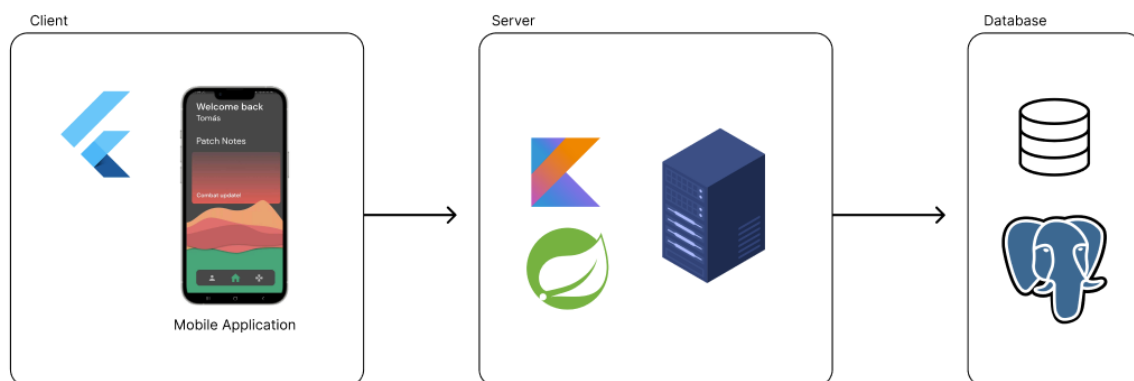 Client
Server
Database
Welcome back
Tomás
Patch Notes
Combat update!
Mobile Application